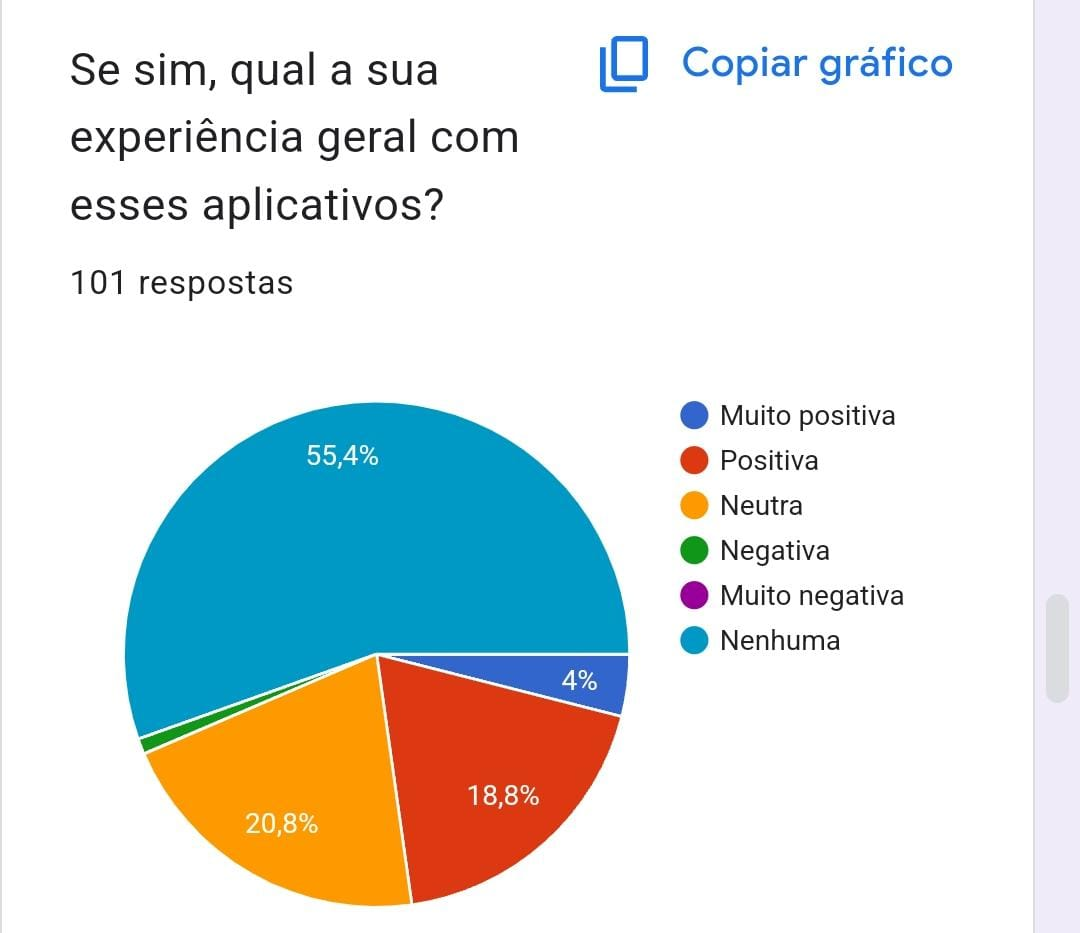 Se sim, qual a sua
experiência geral com
esses aplicativos?
Copiar gráfico
101 respostas
55,4%
4%
18,8%
20,8%
Muito positiva
Positiva
Neutra
Negativa
Muito negativa
Nenhuma